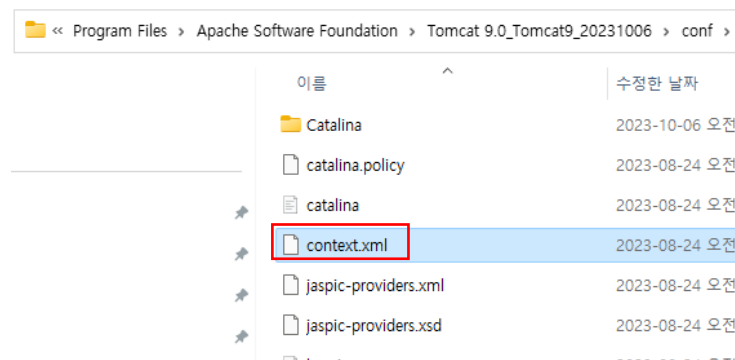 « Program Files › Apache Software Foundation › Tomcat 9.0_Tomcat9_20231006 › conf ›
이름 수정한 날짜
Catalina 2023-10-06 오전
catalina.policy 2023-08-24 오전
catalina 2023-08-24 오전
context.xml 2023-08-24 오전
jaspic-providers.xml 2023-08-24 오전
jaspic-providers.xsd 2023-08-24 오전